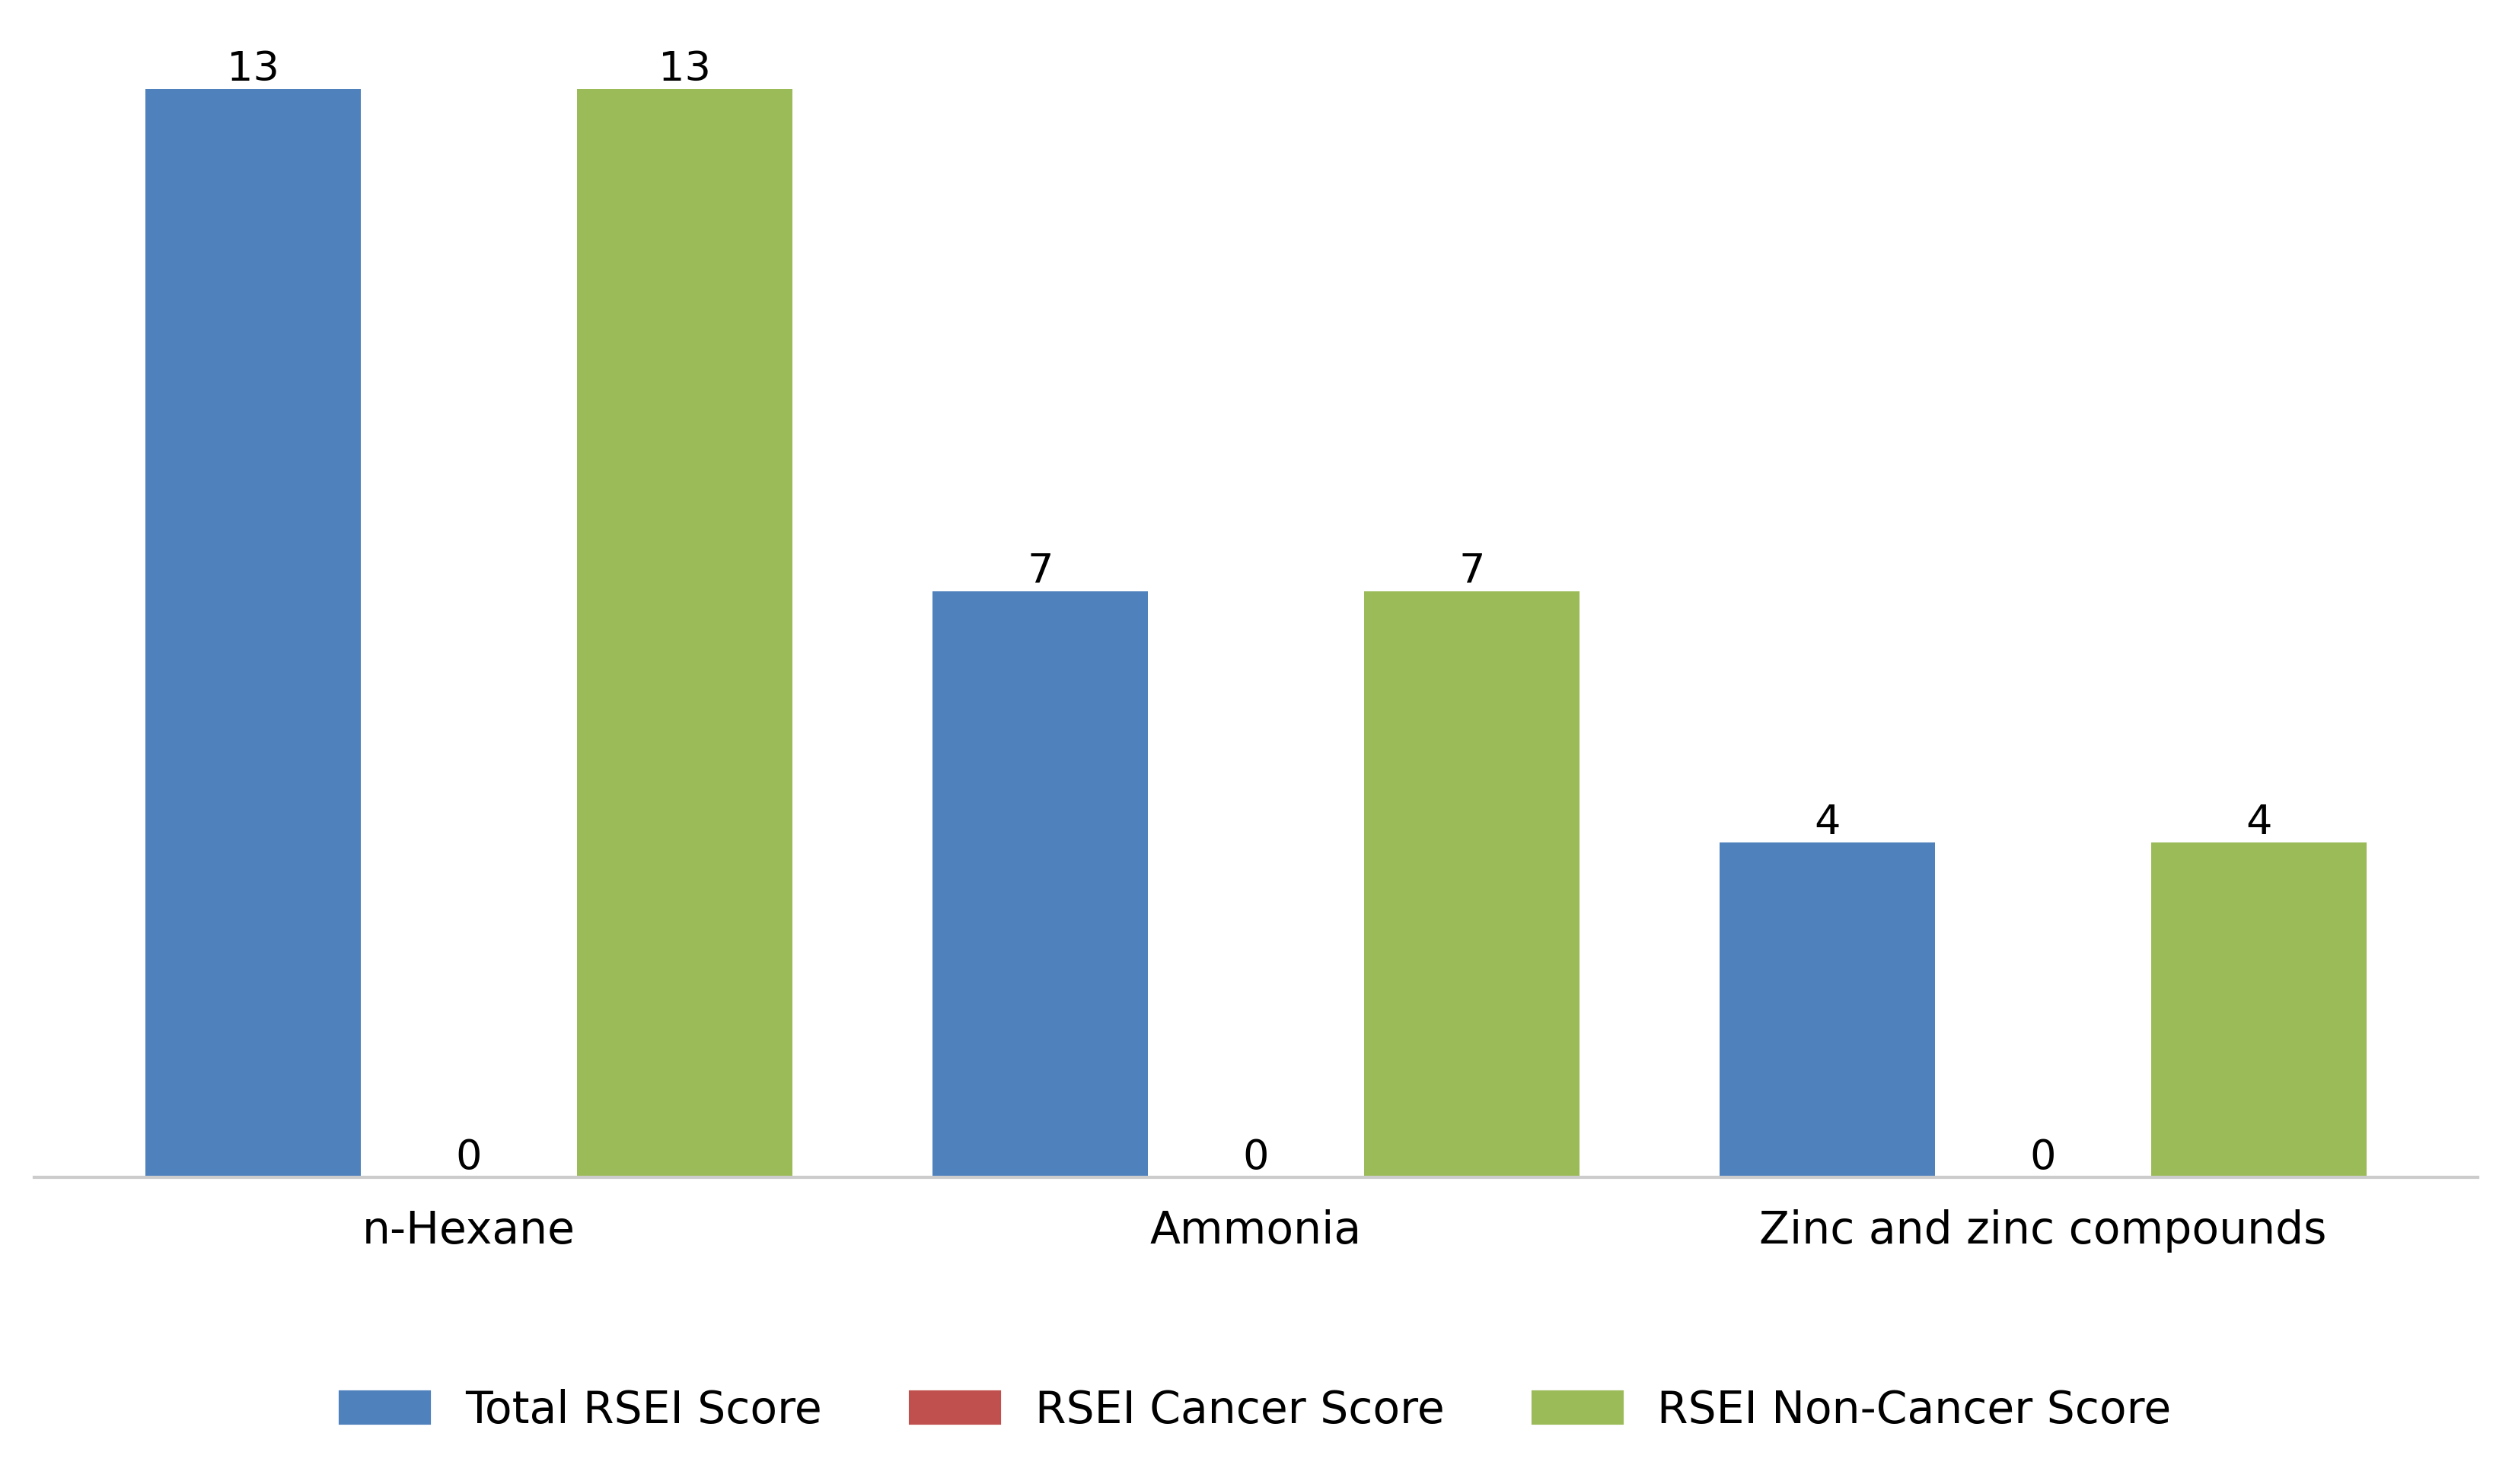 13 13
7 7
4 4
0 0 0
n-Hexane Ammonia Zinc and zinc compounds
Total RSEI Score RSEI Cancer Score RSEI Non-Cancer Score